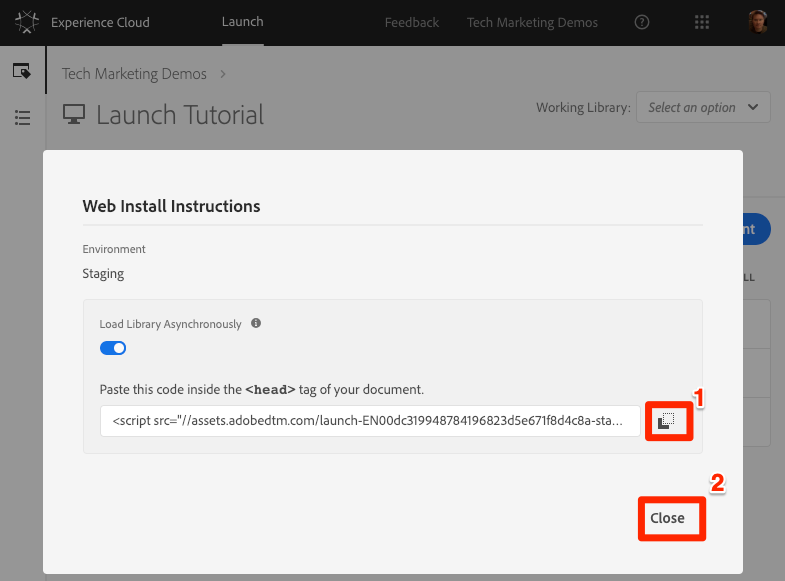 Experience Cloud
Launch
Feedback
Tech Marketing Demos
?
Tech Marketing Demos >
Launch Tutorial
Working Library:
Select an option
Web Install Instructions
nt
Environment
Staging
LL
Load Library Asynchronously
Paste this code inside the <head> tag of your document.
1
<script src="//assets.adobedtm.com/launch-EN00dc319948784196823d5e671f8d4c8a-sta...
2
Close